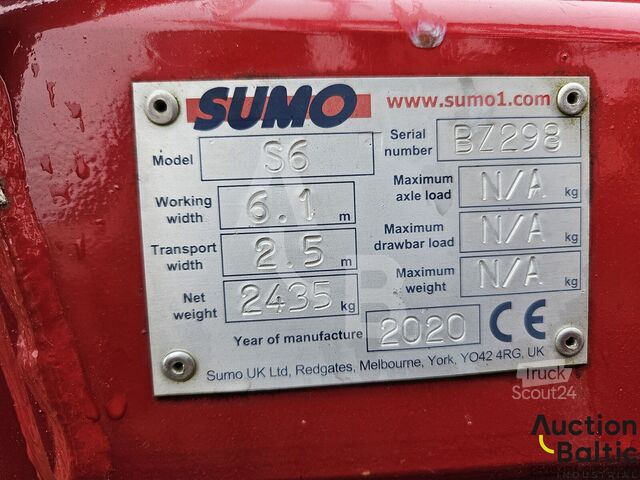 SUMO www.sumo1.com
Model S6 Serial number BZ298
Working width 6.1 m Maximum axle load N/A kg
Transport width 2.5 m Maximum drawbar load N/A kg
Net weight 2435 kg Maximum weight N/A kg
Year of manufacture 2020 CE
Sumo UK Ltd, Redgates, Melbourne, York, YO42 4RG, UK
Truck
Scout24
Auction
Baltic
INDUSTRIAL